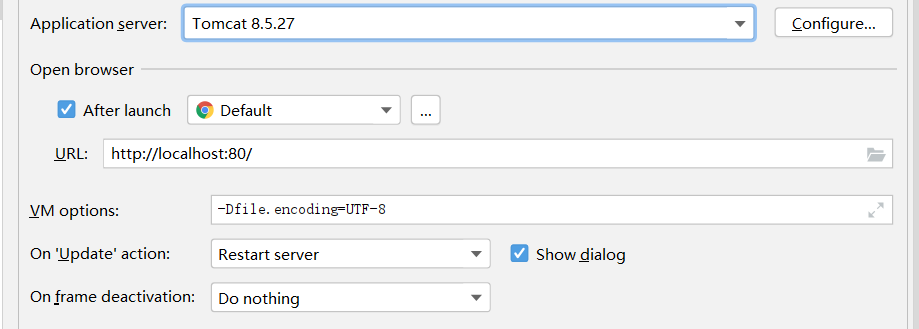 Application server: Tomcat 8.5.27 Configure...
Open browser
After launch Default ...
URL: http://localhost:80/
VM options: -Dfile.encoding=UTF-8
On 'Update' action: Restart server Show dialog
On frame deactivation: Do nothing